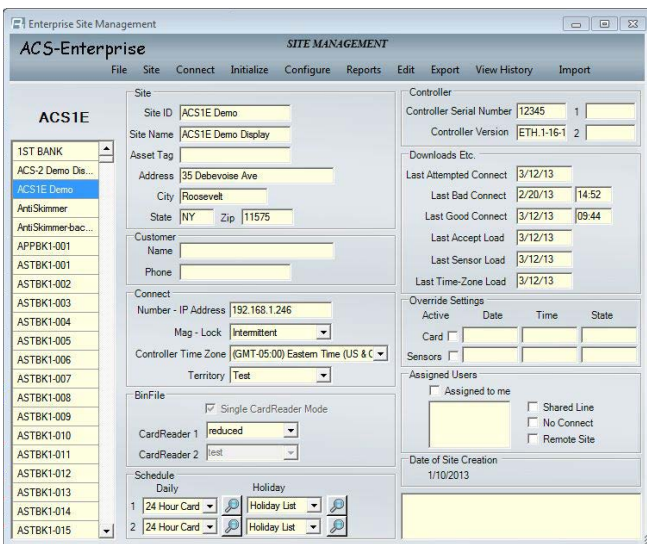 Enterprise Site Management
ACS-Enterprise
SITE MANAGEMENT
File Site Connect Initialize Configure Reports Edit Export View History Import
ACS1E
1ST BANK
ACS-2 Demo Dis...
ACS1E Demo
AntiSkimmer
AntiSkimmer-bac...
APPBK1-001
ASTBK1-001
ASTBK1-002
ASTBK1-003
ASTBK1-004
ASTBK1-005
ASTBK1-006
ASTBK1-007
ASTBK1-008
ASTBK1-009
ASTBK1-010
ASTBK1-011
ASTBK1-012
ASTBK1-013
ASTBK1-014
ASTBK1-015
Site
Site ID ACS1E Demo
Site Name ACS1E Demo Display
Asset Tag
Address 35 Debevoise Ave
City Roosevelt
State NY Zip 11575
Customer
Name
Phone
Connect
Number - IP Address 192.168.1.246
Mag - Lock Intermittent
Controller Time Zone (GMT-05:00) Eastern Time (US & C
Territory Test
BinFile
Single CardReader Mode
CardReader 1 reduced
CardReader 2 test
Schedule
Daily Holiday
1 24 Hour Card Holiday List
2 24 Hour Card Holiday List
Controller
Controller Serial Number 12345 1
Controller Version ETH.1-16-1 2
Downloads Etc.
Last Attempted Connect 3/12/13
Last Bad Connect 2/20/13 14:52
Last Good Connect 3/12/13 09:44
Last Accept Load 3/12/13
Last Sensor Load 3/12/13
Last Time-Zone Load 3/12/13
Override Settings
Active Date Time State
Card
Sensors
Assigned Users
Assigned to me
Shared Line
No Connect
Remote Site
Date of Site Creation
1/10/2013